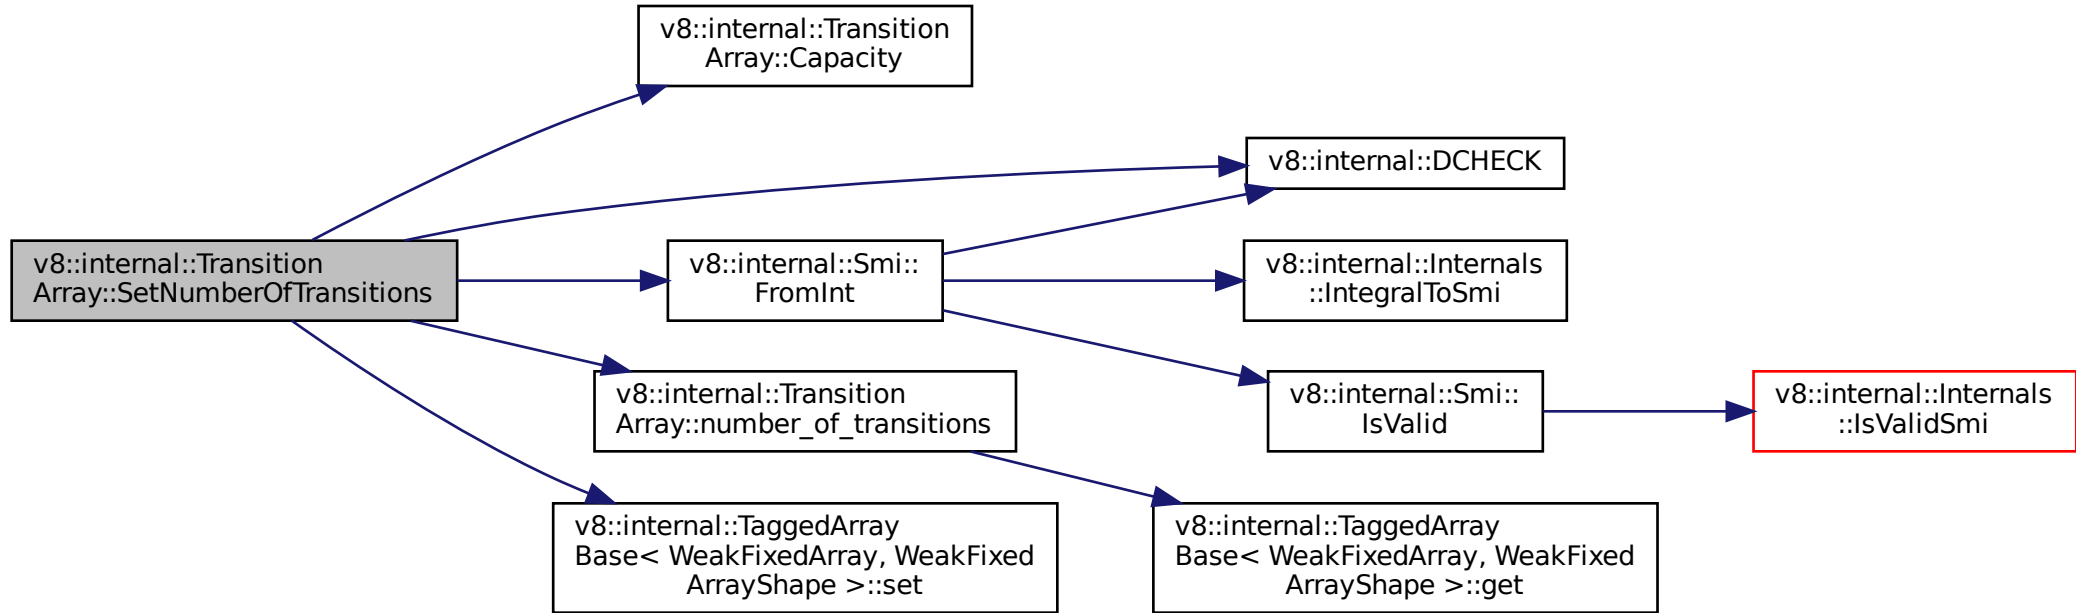 v8::internal::Transition
Array::SetNumberOfTransitions
v8::internal::Transition
Array::Capacity
v8::internal::DCHECK
v8::internal::Smi::
FromInt
v8::internal::Internals
::IntegralToSmi
v8::internal::Smi::
IsValid
v8::internal::Internals
::IsValidSmi
v8::internal::Transition
Array::number_of_transitions
v8::internal::TaggedArray
Base< WeakFixedArray, WeakFixed
ArrayShape >::get
v8::internal::TaggedArray
Base< WeakFixedArray, WeakFixed
ArrayShape >::set